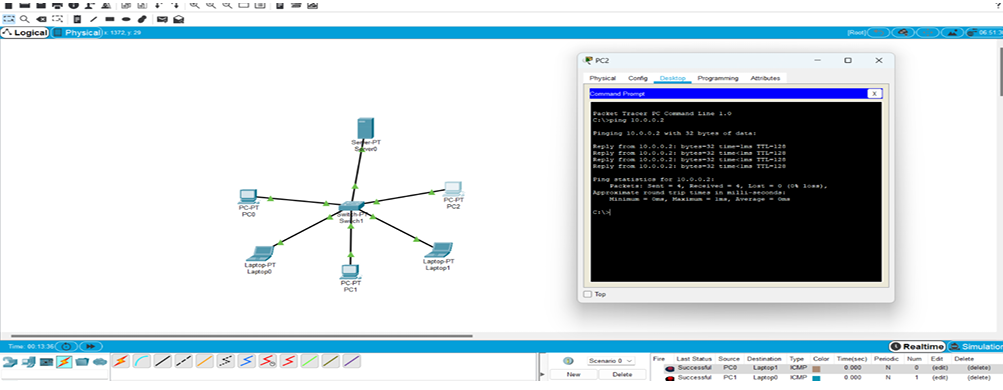 Logical Physical x: 1372, y: 29 [Root]
Server-PT
Server0
PC-PT
PC0
PC-PT
PC2
Switch-PT
Switch1
Laptop-PT
Laptop0
PC-PT
PC1
Laptop-PT
Laptop1
PC2
Physical Config Desktop Programming Attributes
Command Prompt X
Packet Tracer PC Command Line 1.0
C:\>ping 10.0.0.2
Pinging 10.0.0.2 with 32 bytes of data:
Reply from 10.0.0.2: bytes=32 time=1ms TTL=128
Reply from 10.0.0.2: bytes=32 time<1ms TTL=128
Reply from 10.0.0.2: bytes=32 time<1ms TTL=128
Reply from 10.0.0.2: bytes=32 time<1ms TTL=128
Ping statistics for 10.0.0.2:
Packets: Sent = 4, Received = 4, Lost = 0 (0% loss),
Approximate round trip times in milli-seconds:
Minimum = 0ms, Maximum = 1ms, Average = 0ms
C:\>
Top
Time: 00:13:36
Realtime Simulation
Scenario 0
New Delete
Fire Last Status Source Destination Type Color Time(sec) Periodic Num Edit Delete
Successful PC0 Laptop1 ICMP 0.000 N 0 (edit) (delete)
Successful PC1 Laptop0 ICMP 0.000 N 1 (edit) (delete)